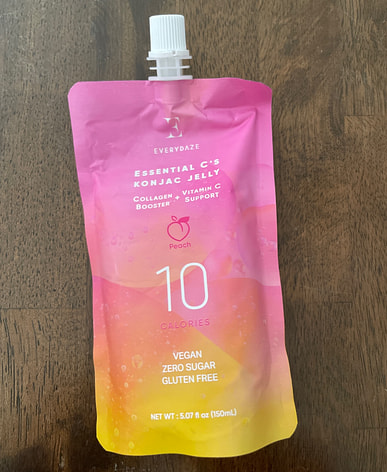 E
EVERYDAZE
ESSENTIAL C'S
KONJAC JELLY
COLLAGEN + VITAMIN C
BOOSTER SUPPORT
Peach
10
CALORIES
VEGAN
ZERO SUGAR
GLUTEN FREE
NET WT : 5.07 fl oz (150mL)